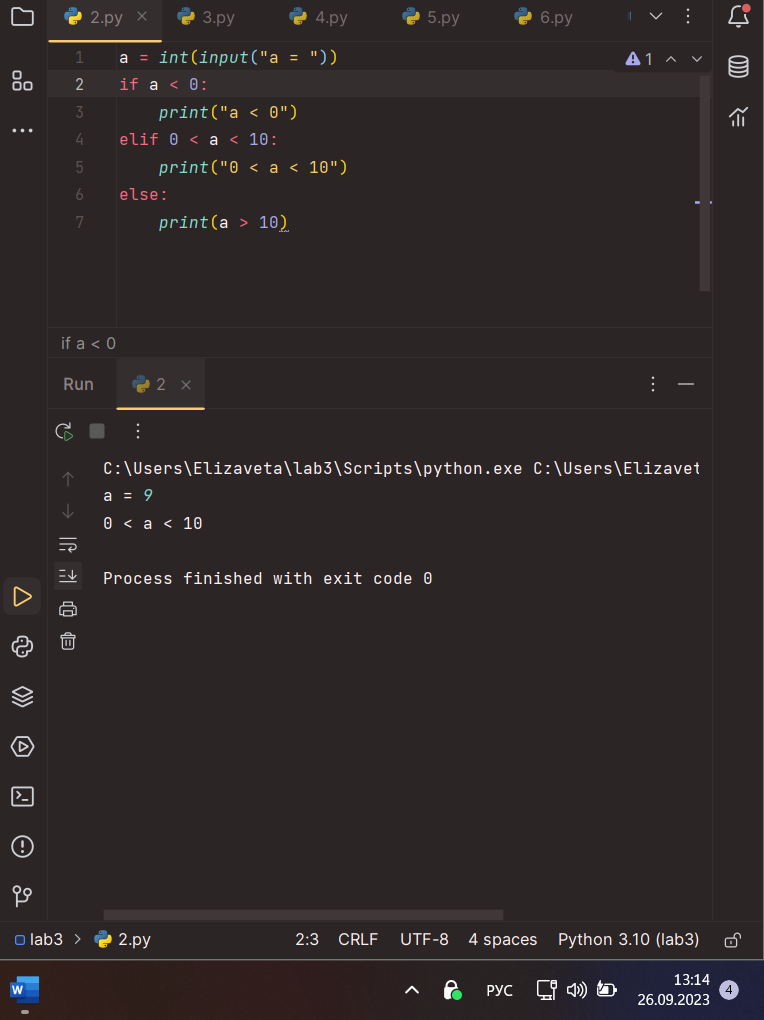 2.py
3.py
4.py
5.py
6.py
1 a = int(input("a = "))
1
2 if a < 0:
3 print("a < 0")
4 elif 0 < a < 10:
5 print("0 < a < 10")
6 else:
7 print(a > 10)
if a < 0
Run 2
C:\Users\Elizaveta\lab3\Scripts\python.exe C:\Users\Elizavet
a = 9
0 < a < 10
Process finished with exit code 0
lab3 > 2.py 2:3 CRLF UTF-8 4 spaces Python 3.10 (lab3)
W
РУС
13:14
26.09.2023
4